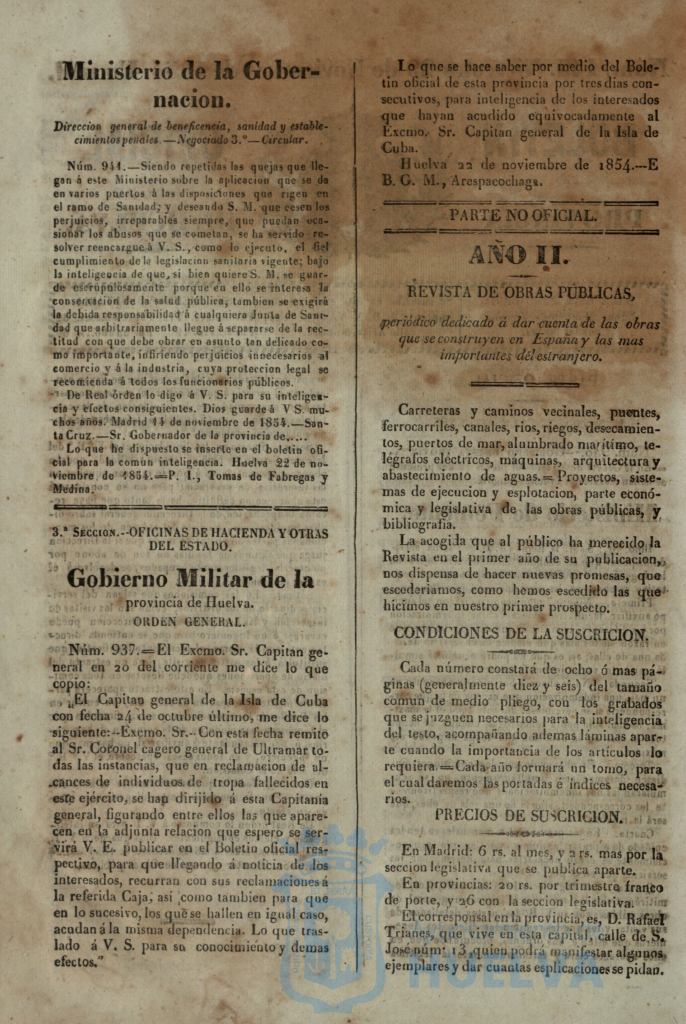 Ministerio de la Gober-
nacion.
Direccion general de beneficencia, sanidad y estable-
cimientos penales.—Negociado 3.º—Circular.
Núm. 941.—Siendo repetidas las quejas que lle-
gan á este Ministerio sobre la aplicacion que se da
en varios puertos á las disposiciones que rigen en
el ramo de Sanidad; y deseando S. M. que cesen los
perjuicios, irreparables siempre, que puedan oca-
sionar los abusos que se cometan, se ha servido re-
solver reencargue á V. S., como lo ejecuto, el fiel
cumplimiento de la legislacion sanitaria vigente; bajo
la inteligencia de que, si bien quiere S. M. se guar-
de escrupulosamente porque en ello se interesa la
conservacion de la salud pública, tambien se exigirá
la debida responsabilidad á cualquiera Junta de Sani-
dad que arbitrariamente llegue á separarse de la rec-
titud con que debe obrar en asunto tan delicado co-
mo importante, infiriendo perjuicios innecesarios al
comercio y á la industria, cuya proteccion legal se
recomienda á todos los funcionarios públicos.
De Real órden lo digo á V. S. para su inteligen-
cia y efectos consiguientes. Dios guarde á V S. mu-
chos años. Madrid 14 de noviembre de 1854.—San-
ta Cruz.—Sr. Gobernador de la provincia de.....
Lo que he dispuesto se inserte en el boletin ofi-
cial para la comun inteligencia. Huelva 22 de no-
viembre de 1854.=P. I., Tomas de Fabregas y
Medina.
3.ª SECCION.--OFICINAS DE HACIENDA Y OTRAS
DEL ESTADO.
Gobierno Militar de la
provincia de Huelva.
ORDEN GENERAL.
Núm. 937.=El Excmo. Sr. Capitan ge-
neral en 20 del corriente me dice lo que
copio:
„El Capitan general de la Isla de Cuba
con fecha 24 de octubre último, me dice lo
siguiente:--Excmo. Sr.--Con esta fecha remito
al Sr. Coronel cagero general de Ultramar to-
das las instancias, que en reclamacion de al-
cances de individuos de tropa fallecidos en
este ejército, se han dirijido á esta Capitanía
general, figurando entre ellos las que apare-
cen en la adjunta relacion que espero se ser-
virá V. E. publicar en el Boletin oficial res-
pectivo, para que llegando á noticia de los
interesados, recurran con sus reclamaciones á
la referida Caja; asi como tambien para que
en lo sucesivo, los que se hallen en igual caso,
acudan á la misma dependencia. Lo que tras-
lado á V. S. para su conocimiento y demas
efectos."
Lo que se hace saber por medio del Bole-
tin oficial de esta provincia por tres dias con-
secutivos, para inteligencia de los interesados
que hayan acudido equivocadamente al
Excmo. Sr. Capitan general de la Isla de
Cuba.
Huelva 22 de noviembre de 1854.--E
B. G. M., Arespacochaga.
PARTE NO OFICIAL.
AÑO II.
REVISTA DE OBRAS PÚBLICAS,
periódico dedicado á dar cuenta de las obras
que se construyen en España y las mas
importantes del estranjero.
Carreteras y caminos vecinales, puentes,
ferrocarriles, canales, rios, riegos, desecamien-
tos, puertos de mar, alumbrado marítimo, te-
légrafos eléctricos, máquinas, arquitectura y
abastecimiento de aguas.=Proyectos, siste-
mas de ejecucion y esplotacion, parte econó-
mica y legislativa de las obras públicas, y
bibliografia.
La acogida que al público ha merecido la
Revista en el primer año de su publicacion,
nos dispensa de hacer nuevas promesas, que
escederiamos, como hemos escedido las que
hicimos en nuestro primer prospecto.
CONDICIONES DE LA SUSCRICION.
Cada número constará de ocho ó mas pá-
ginas (generalmente diez y seis) del tamaño
comun de medio pliego, con los grabados
que se juzguen necesarios para la inteligencia
del testo, acompañando ademas láminas apar-
te cuando la importancia de los artículos lo
requiera.=Cada año formará un tomo, para
el cual daremos las portadas é índices necesa-
rios.
PRECIOS DE SUSCRICION.
En Madrid: 6 rs. al mes, y 2 rs. mas por la
seccion legislativa que se publica aparte.
En provincias: 20 rs. por trimestre franco
de porte, y 26 con la seccion legislativa.
El corresponsal en la provincia, es, D. Rafael
Trianes, que vive en esta capital, calle de S.
José núm. 13, quien podrá manifestar algunos
ejemplares y dar cuantas esplicaciones se pidan.
HUELVA